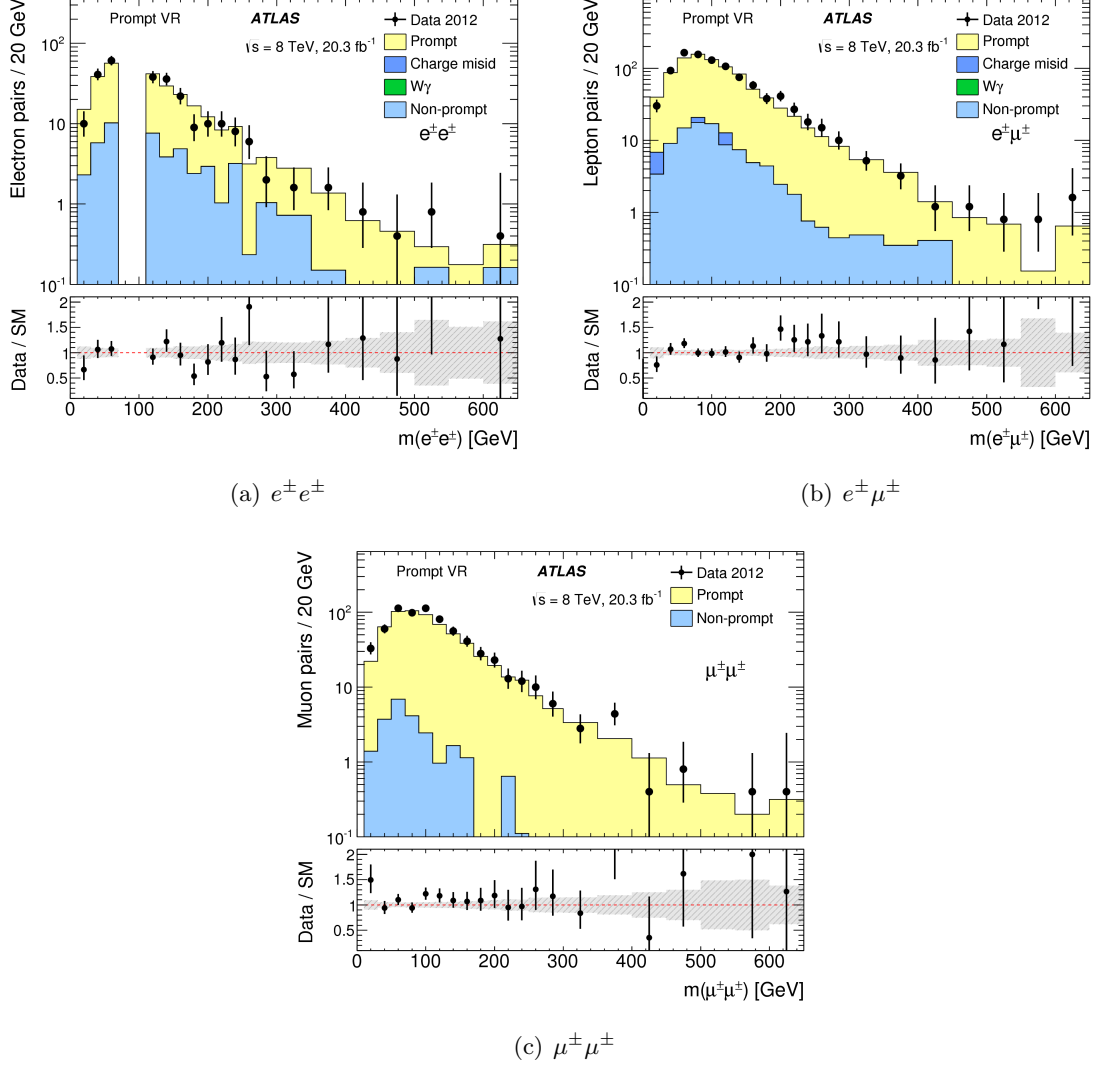 Electron pairs / 20 GeV
Prompt VR
ATLAS
√s = 8 TeV, 20.3 fb⁻¹
Data 2012
Prompt
Charge misid
Wγ
Non-prompt
e±e±
10²
10
1
10⁻¹
Data / SM
2
1.5
1
0.5
0 100 200 300 400 500 600
m(e±e±) [GeV]
(a) e±e±
Lepton pairs / 20 GeV
Prompt VR
ATLAS
√s = 8 TeV, 20.3 fb⁻¹
Data 2012
Prompt
Charge misid
Wγ
Non-prompt
e±μ±
10²
10
1
10⁻¹
Data / SM
2
1.5
1
0.5
0 100 200 300 400 500 600
m(e±μ±) [GeV]
(b) e±μ±
Muon pairs / 20 GeV
Prompt VR
ATLAS
√s = 8 TeV, 20.3 fb⁻¹
Data 2012
Prompt
Non-prompt
μ±μ±
10²
10
1
10⁻¹
Data / SM
2
1.5
1
0.5
0 100 200 300 400 500 600
m(μ±μ±) [GeV]
(c) μ±μ±